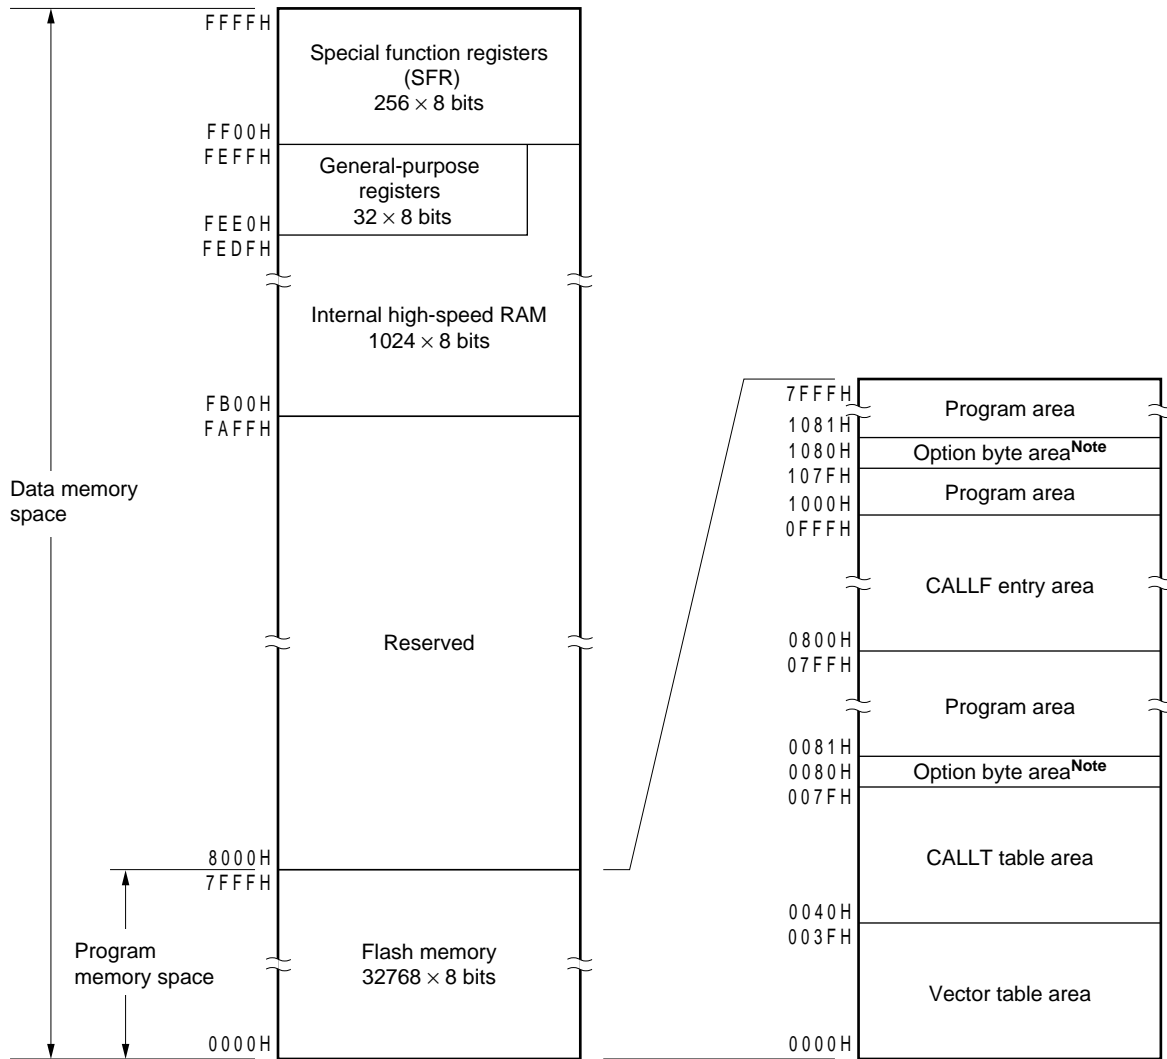 FFFFH
Special function registers
(SFR)
256 × 8 bits
FF00H
FEFFH
General-purpose
registers
32 × 8 bits
FEE0H
FEDFH
Internal high-speed RAM
1024 × 8 bits
FB00H
FAFFH
Data memory
space
Reserved
8000H
7FFFH
Program
memory space
Flash memory
32768 × 8 bits
0000H
7FFFH
Program area
1081H
1080H
Option byte areaNote
107FH
Program area
1000H
0FFFH
CALLF entry area
0800H
07FFH
Program area
0081H
0080H
Option byte areaNote
007FH
CALLT table area
0040H
003FH
Vector table area
0000H